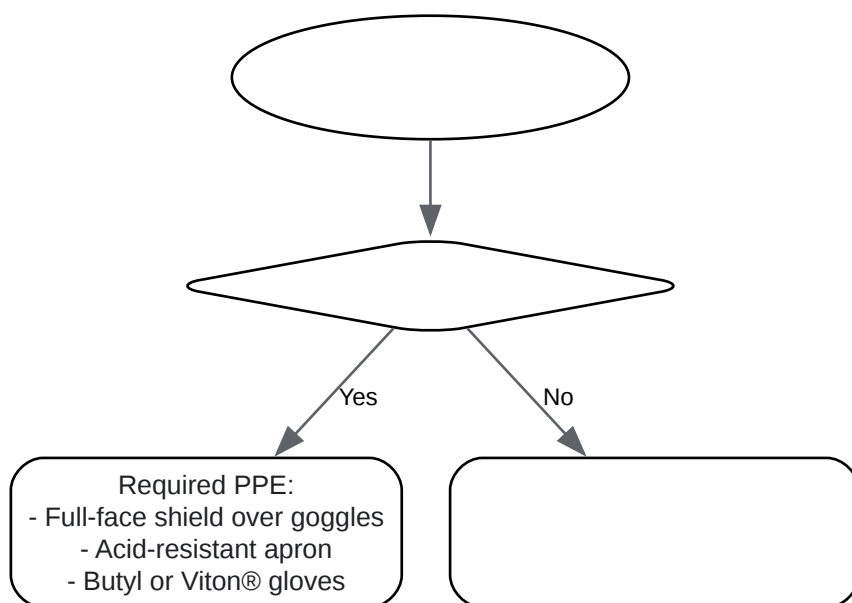 Yes
No
Required PPE:
- Full-face shield over goggles
- Acid-resistant apron
- Butyl or Viton® gloves